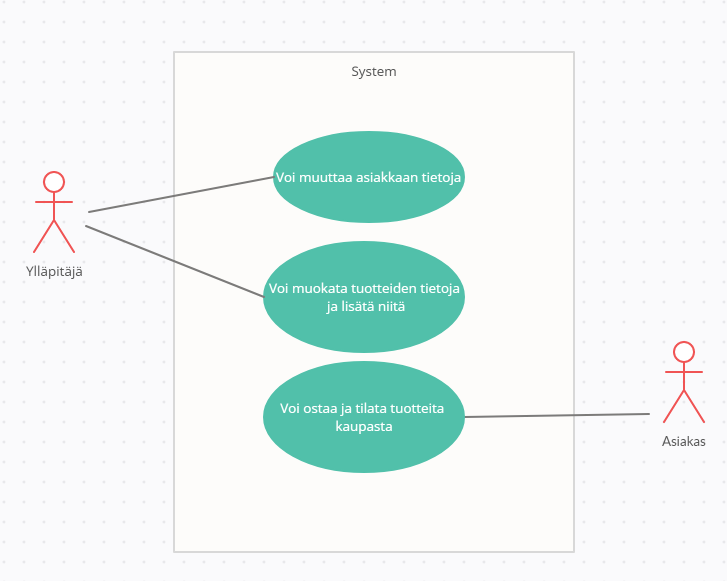 System
Voi muuttaa asiakkaan tietoja
Ylläpitäjä
Voi muokata tuotteiden tietoja
ja lisätä niitä
Voi ostaa ja tilata tuotteita
kaupasta
Asiakas